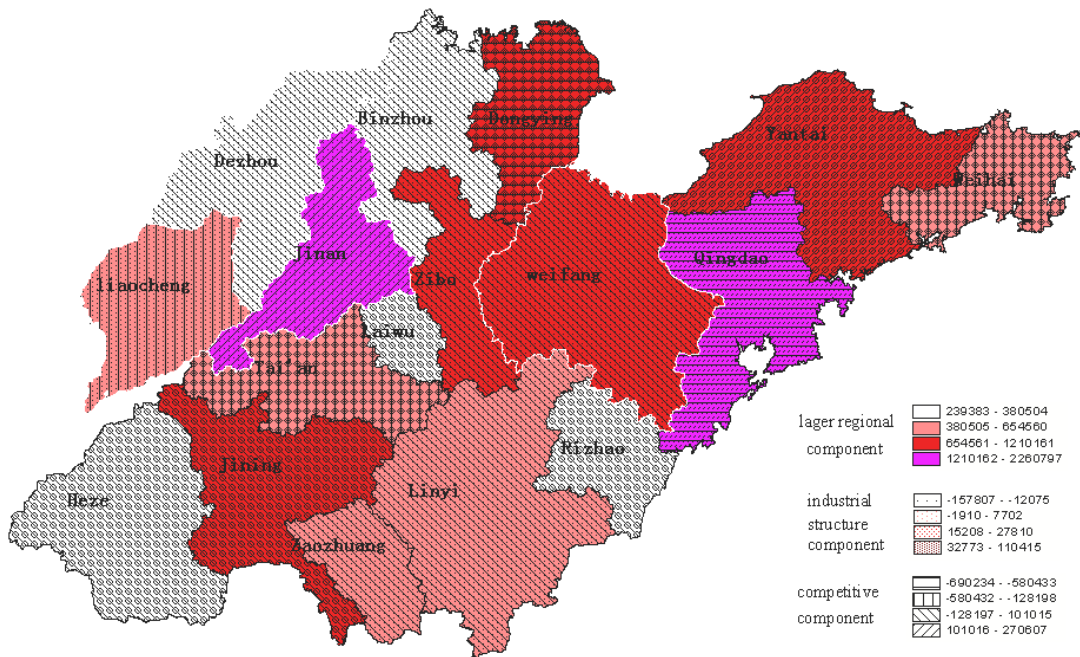 Binzhou
Dongying
Yantai
Dezhou
Weihai
Jinan
Qingdao
liaocheng
Zibo
weifang
Laiwu
Tai'an
Jining
Rizhao
Heze
Linyi
Zaozhuang
lager regional
component
239383 - 380504
380505 - 654560
654561 - 1210161
1210162 - 2260797
industrial
structure
component
-157807 - -12075
-1910 - 7702
15208 - 27810
32773 - 110415
competitive
component
-690234 - -580433
-580432 - -128198
-128197 - 101015
101016 - 270607